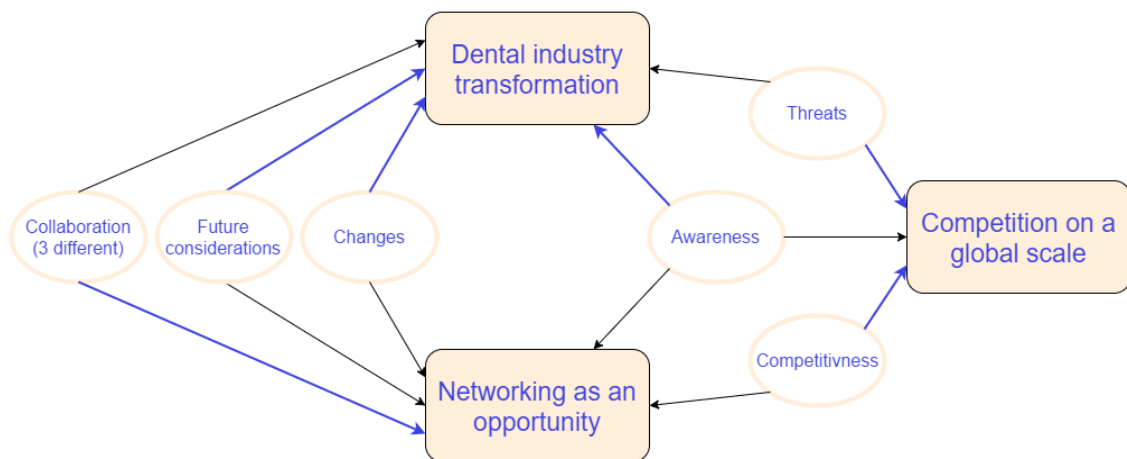 Dental industry
transformation
Threats
Collaboration
(3 different)
Future
considerations
Changes
Awareness
Competition on a
global scale
Networking as an
opportunity
Competitivness